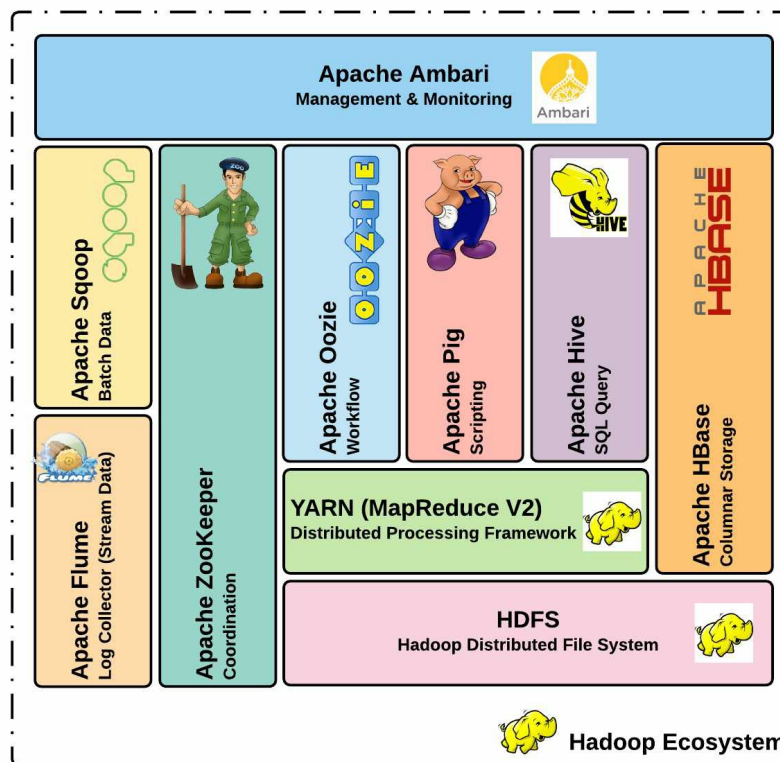 Apache Ambari
Management & Monitoring
Ambari
Apache Sqoop
Batch Data
sqoop
Apache Flume
Log Collector (Stream Data)
FLUME
ZOO
Apache ZooKeeper
Coordination
OOZiE
Apache Oozie
Workflow
Apache Pig
Scripting
HIVE
Apache Hive
SQL Query
APACHE
HBASE
Apache HBase
Columnar Storage
YARN (MapReduce V2)
Distributed Processing Framework
HDFS
Hadoop Distributed File System
Hadoop Ecosystem